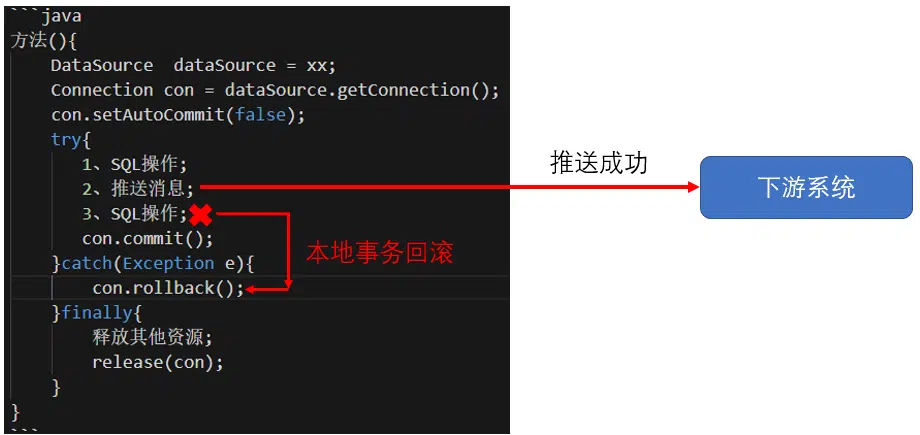 ```java
方法(){
DataSource dataSource = xx;
Connection con = dataSource.getConnection();
con.setAutoCommit(false);
try{
1、SQL操作;
2、推送消息;
3、SQL操作;
con.commit();
}catch(Exception e){
con.rollback();
}finally{
释放其他资源;
release(con);
}
}
```
推送成功
下游系统
本地事务回滚